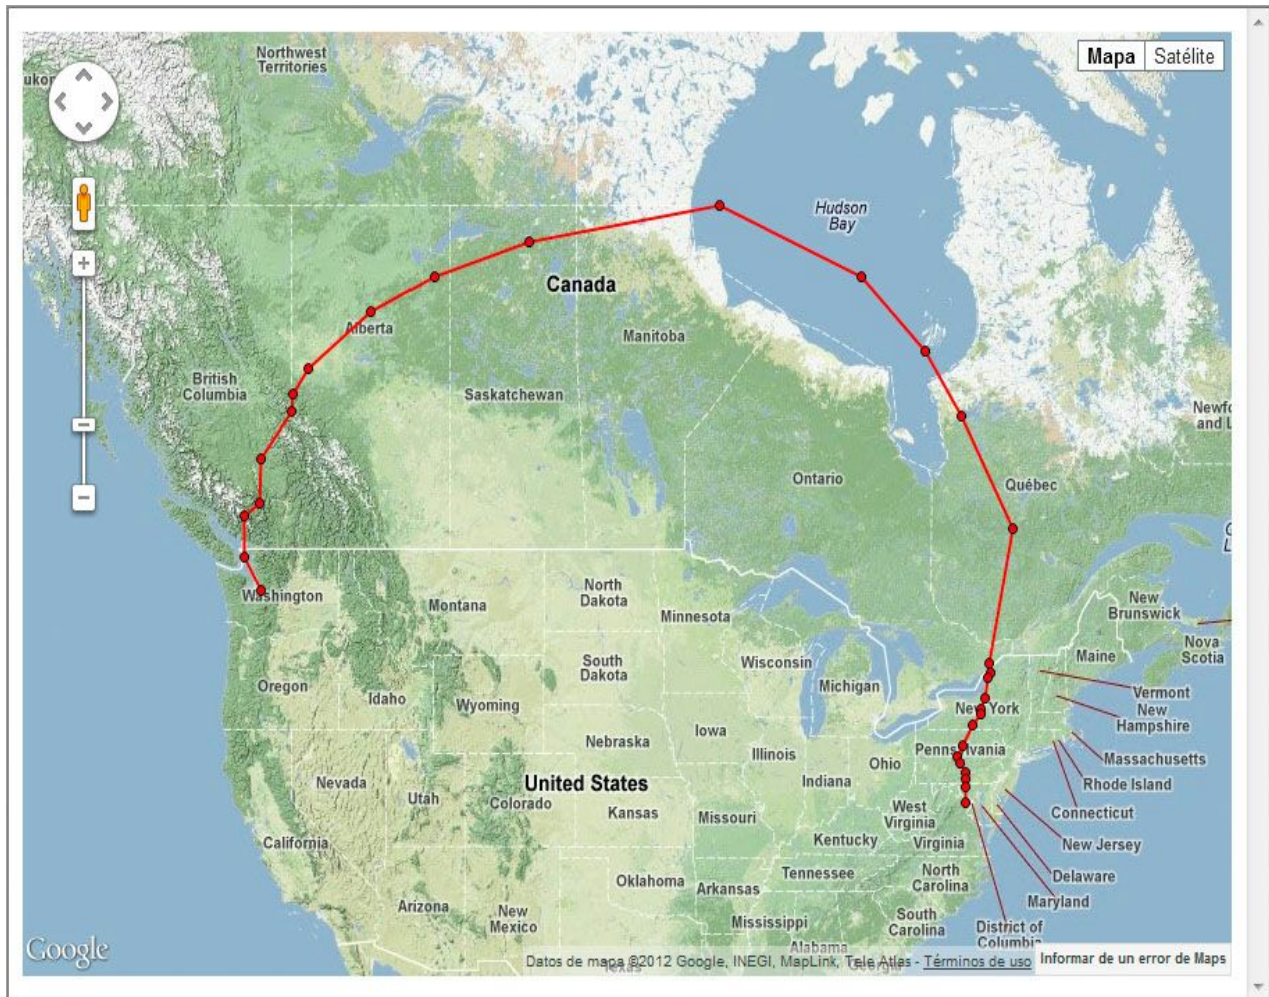 Northwest
Territories
Mapa
Satélite
ukon
Hudson
Bay
Canada
Alberta
Manitoba
British
Columbia
Saskatchewan
Newfo
and L
Ontario
Québec
Washington
Montana
North
Dakota
Minnesota
New
Brunswick
Nova
Scotia
Maine
Oregon
Idaho
Wyoming
South
Dakota
Wisconsin
Michigan
New York
Vermont
New
Hampshire
Iowa
Nebraska
Illinois
Indiana
Ohio
Pennsylvania
Massachusetts
Rhode Island
Connecticut
New Jersey
Delaware
Maryland
District of
Columbia
Nevada
Utah
Colorado
United States
Kansas
Missouri
West
Virginia
Virginia
Kentucky
California
Tennessee
North
Carolina
Oklahoma
Arkansas
Arizona
New
Mexico
Mississippi
South
Carolina
Alabama
Texas
Georgia
Google
Datos de mapa ©2012 Google, INEGI, MapLink, Tele Atlas - Términos de uso
Informar de un error de Maps